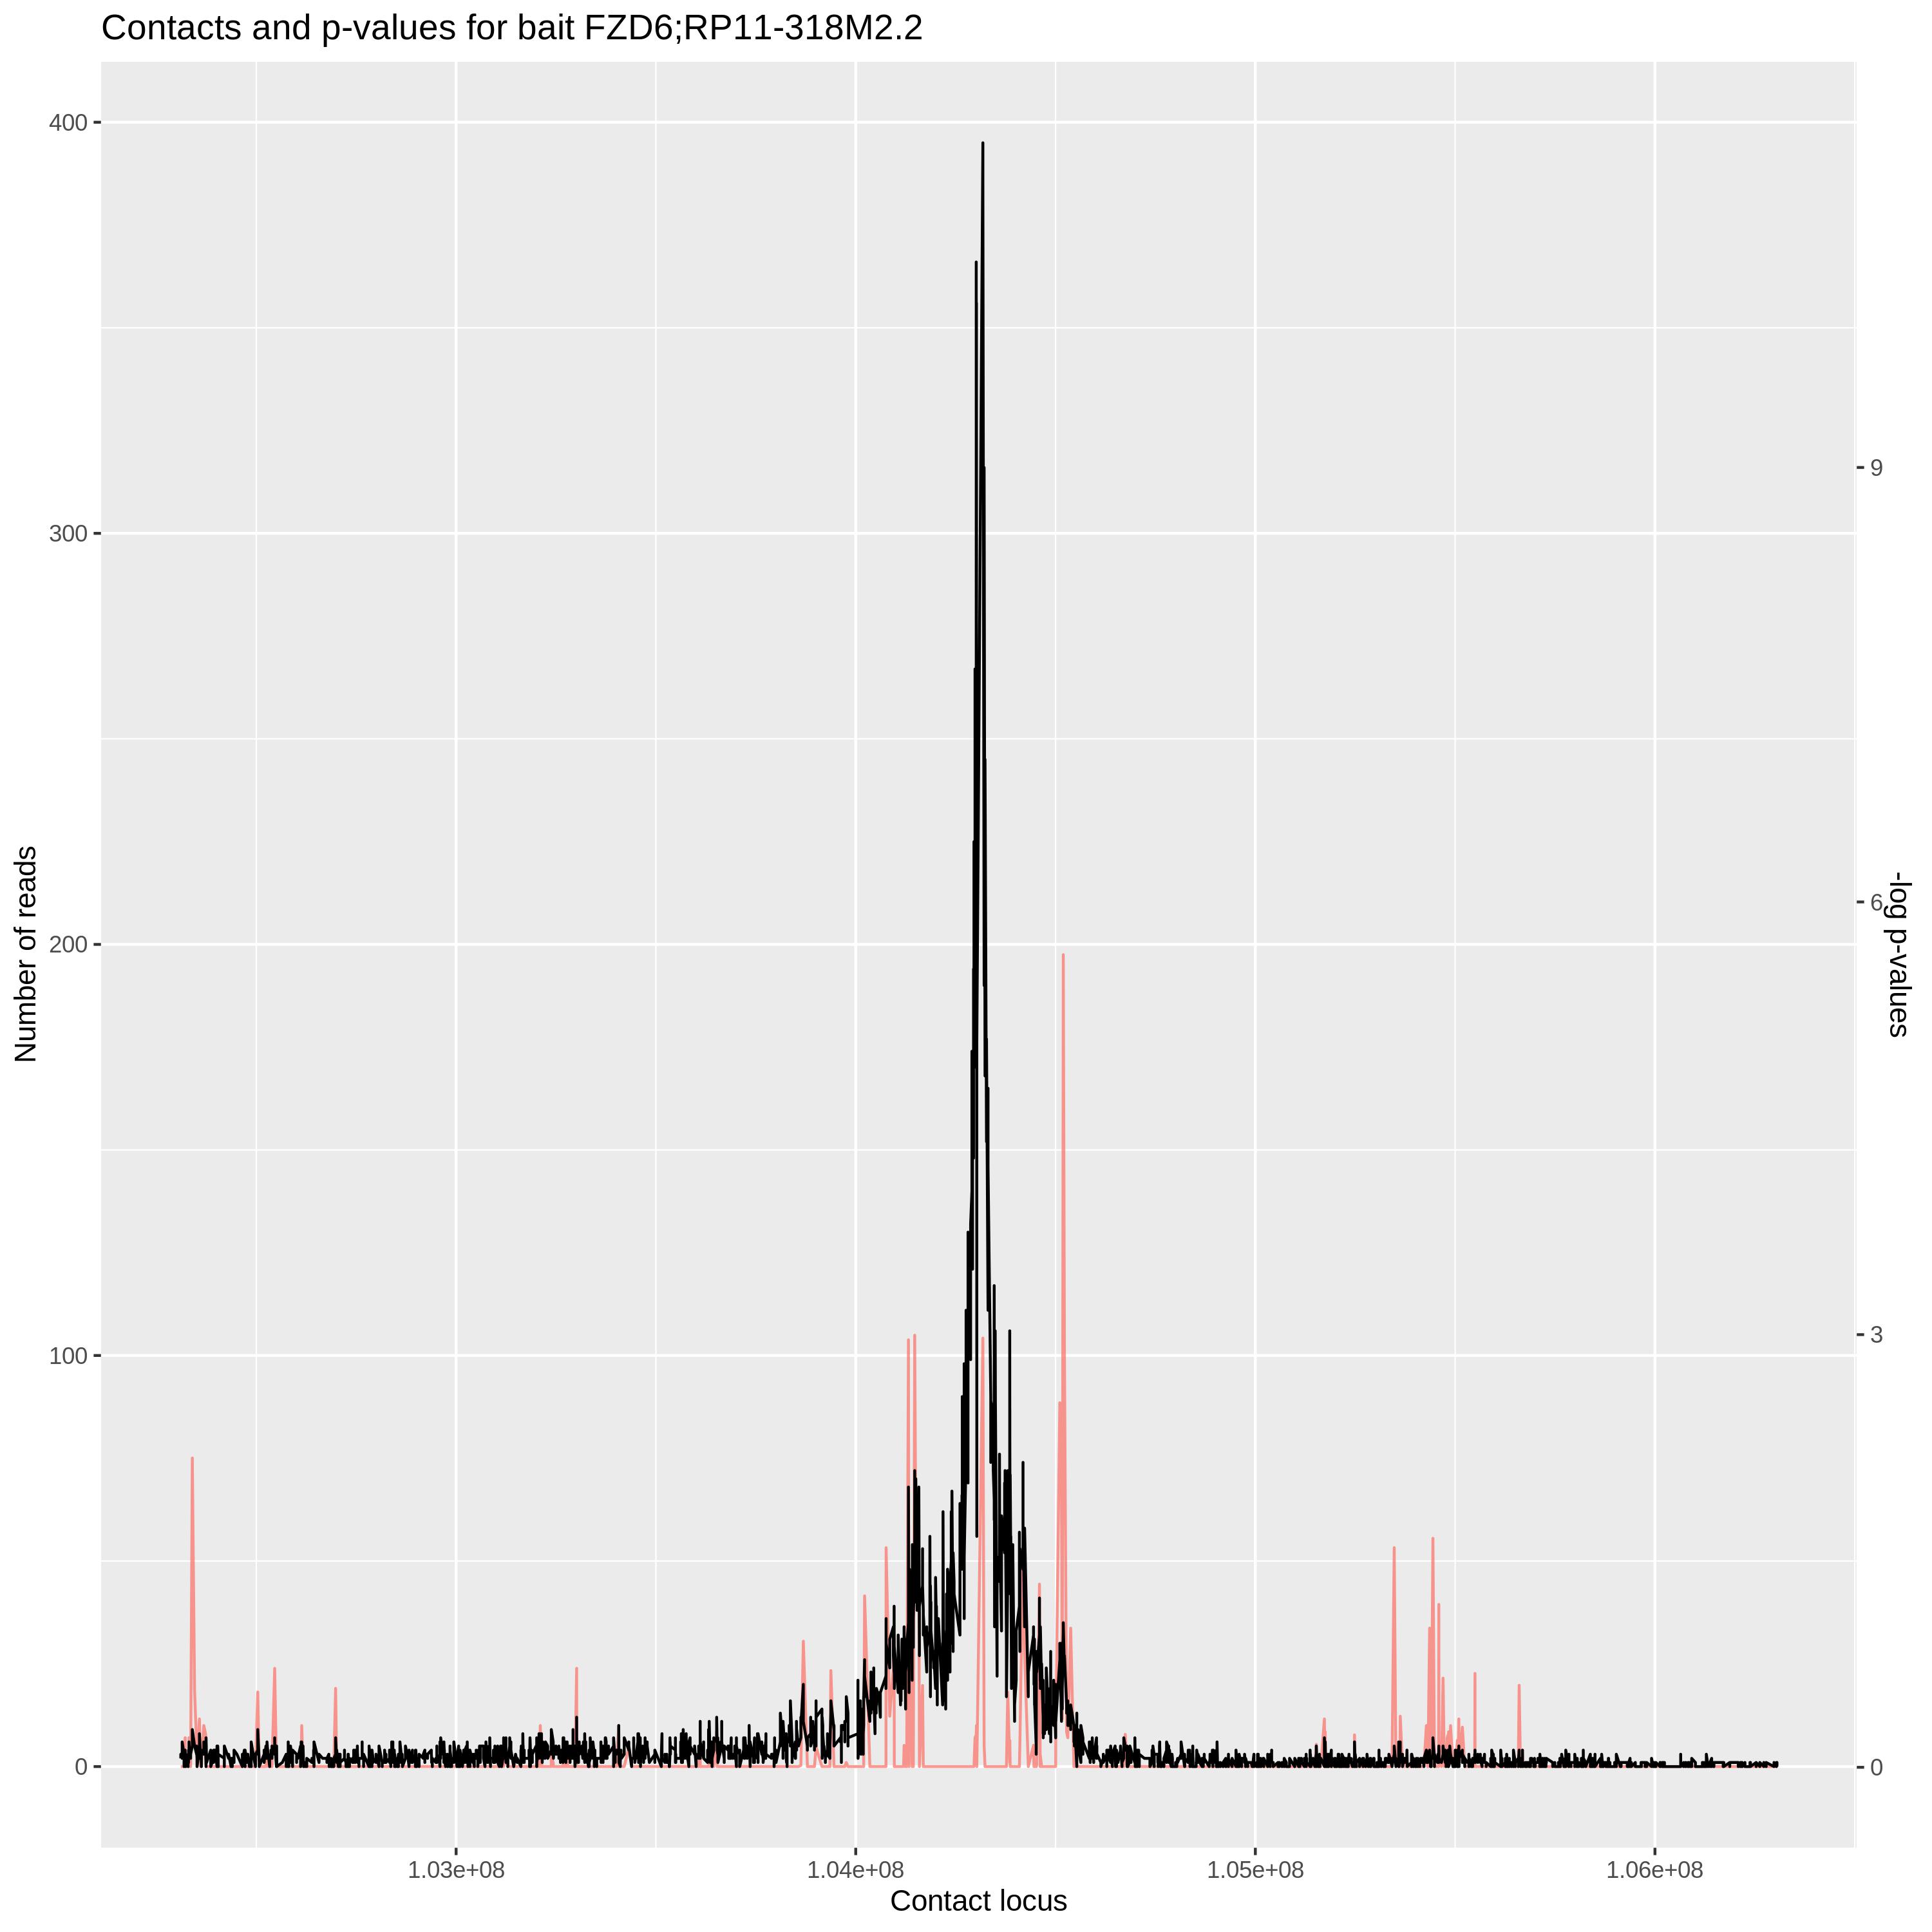 Contacts and p-values for bait FZD6;RP11-318M2.2
400
300
200
100
0
Number of reads
9
6
3
0
-log p-values
1.03e+08
1.04e+08
1.05e+08
1.06e+08
Contact locus